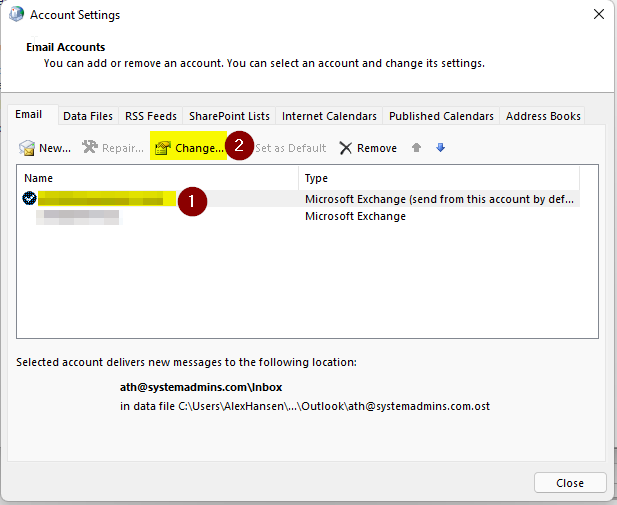 Account Settings
Email Accounts
You can add or remove an account. You can select an account and change its settings.
Email Data Files RSS Feeds SharePoint Lists Internet Calendars Published Calendars Address Books
New... Repair... Change... 2 Set as Default Remove
Name Type
1 Microsoft Exchange (send from this account by def...
Microsoft Exchange
Selected account delivers new messages to the following location:
ath@systemadmins.com\Inbox
in data file C:\Users\AlexHansen\...\Outlook\ath@systemadmins.com.ost
Close